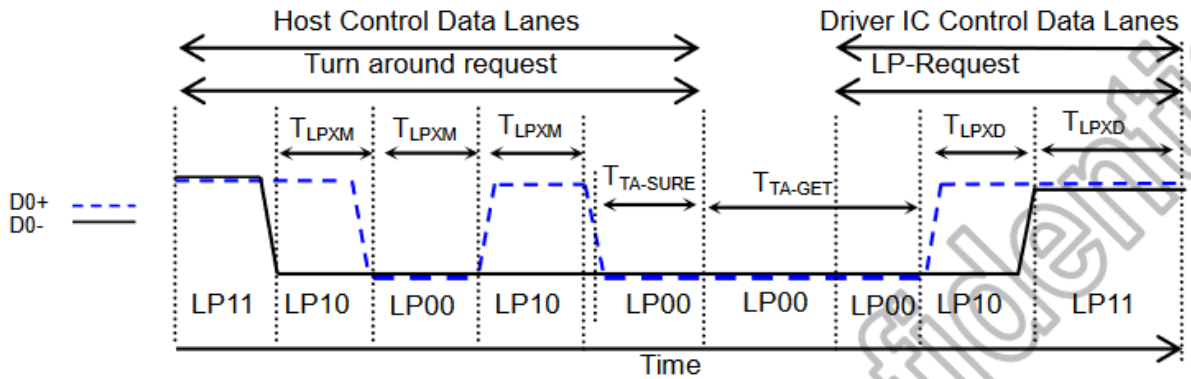 Host Control Data Lanes Driver IC Control Data Lanes
Turn around request LP-Request
TLPXM TLPXM TLPXM TLPXD TLPXD
TTA-SURE TTA-GET
D0+
D0-
LP11 LP10 LP00 LP10 LP00 LP00 LP00 LP10 LP11
Time